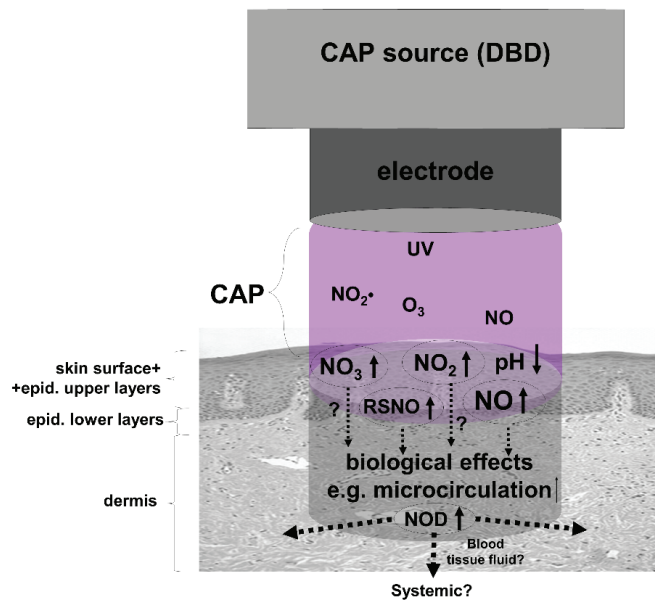 CAP source (DBD)
electrode
UV
CAP
NO2•
O3
NO
skin surface+
+epid. upper layers
NO3 ↑
NO2 ↑
pH ↓
epid. lower layers
?
RSNO ↑
?
NO ↑
biological effects
e.g. microcirculation↑
dermis
NOD ↑
Blood
tissue fluid?
Systemic?